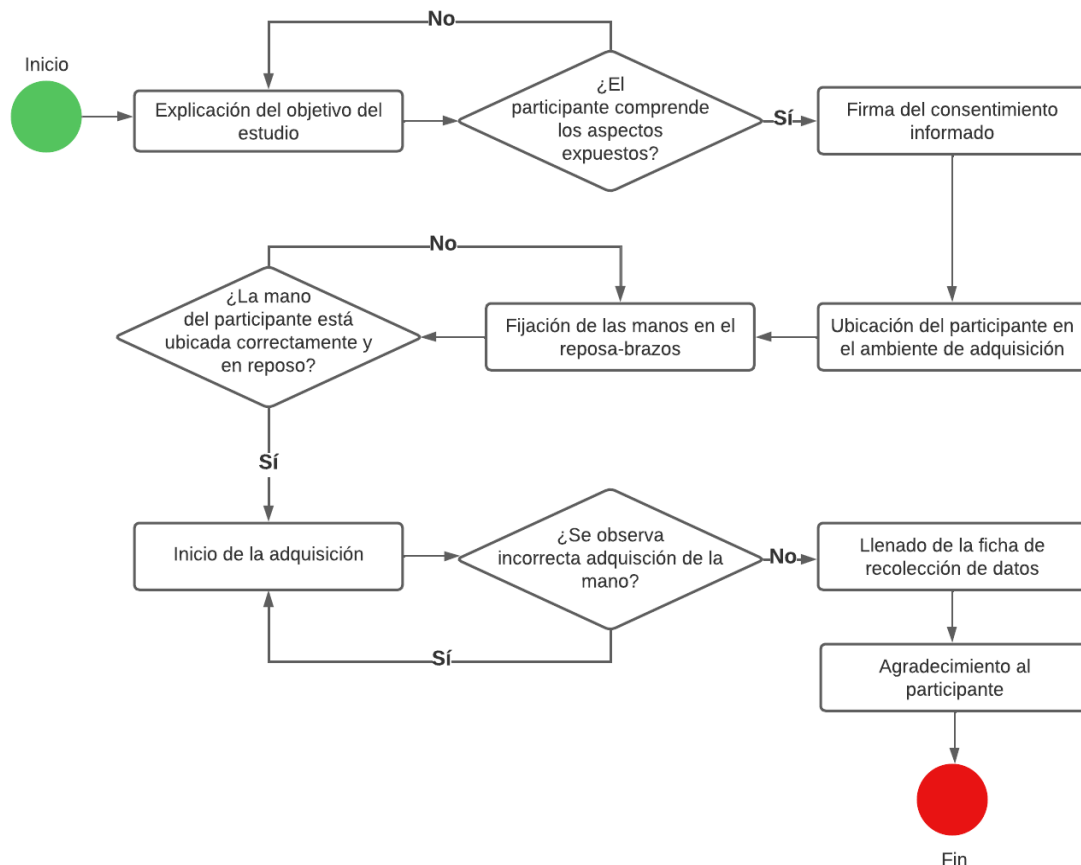 No
Inicio
Explicación del objetivo del
estudio
¿El
participante comprende
los aspectos
expuestos?
Sí
Firma del consentimiento
informado
No
¿La mano
del participante está
ubicada correctamente y
en reposo?
Fijación de las manos en el
reposa-brazos
Ubicación del participante en
el ambiente de adquisición
Sí
Inicio de la adquisición
¿Se observa
incorrecta adquisción de la
mano?
No
Llenado de la ficha de
recolección de datos
Sí
Agradecimiento al
participante
Fin